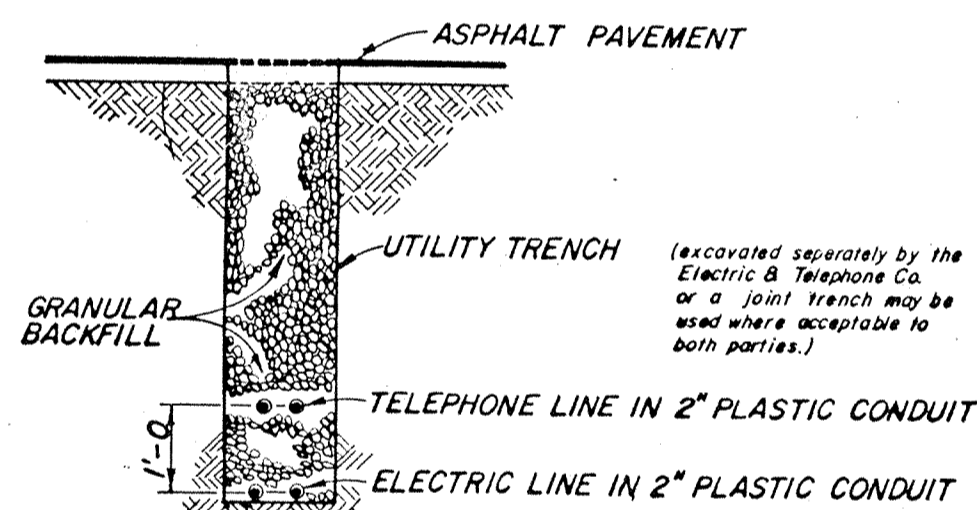 ASPHALT PAVEMENT
UTILITY TRENCH
(excavated seperately by the
Electric & Telephone Co.
or a joint trench may be
used where acceptable to
both parties.)
GRANULAR
BACKFILL
TELEPHONE LINE IN 2" PLASTIC CONDUIT
1'-0
ELECTRIC LINE IN 2" PLASTIC CONDUIT